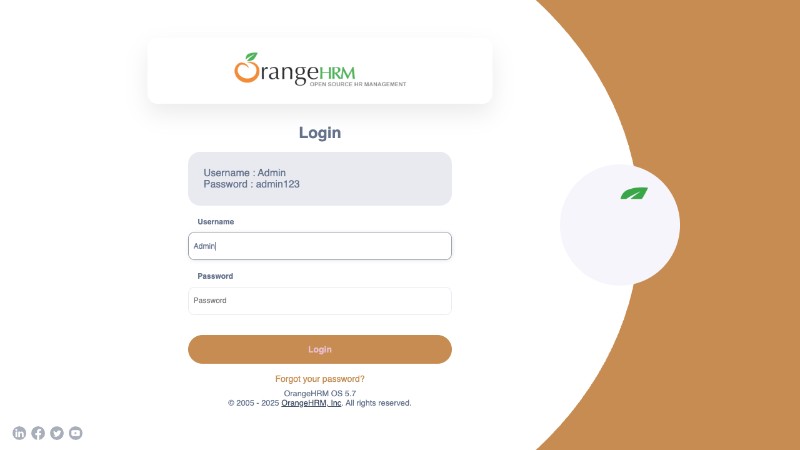 OrangeHRM
OPEN SOURCE HR MANAGEMENT
Login
Username : Admin
Password : admin123
Username
Admin
Password
Password
Login
Forgot your password?
OrangeHRM OS 5.7
© 2005 - 2025 OrangeHRM, Inc. All rights reserved.